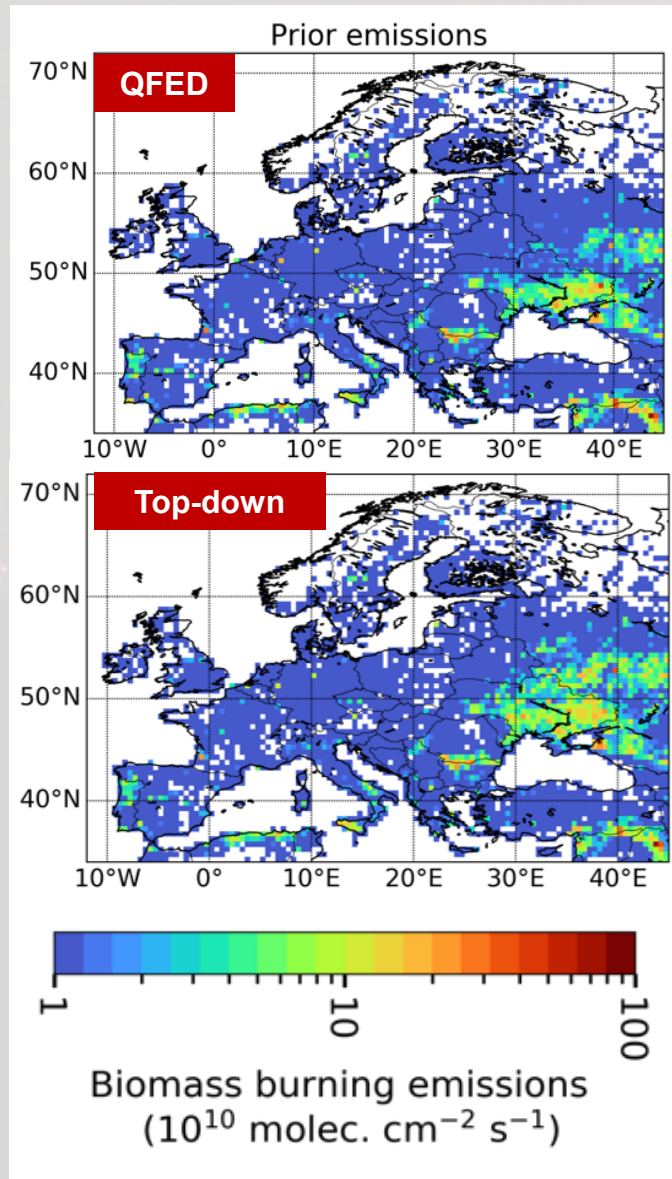 Prior emissions
QFED
70°N
60°N
50°N
40°N
10°W 0° 10°E 20°E 30°E 40°E
Top-down
70°N
60°N
50°N
40°N
10°W 0° 10°E 20°E 30°E 40°E
1 10 100
Biomass burning emissions
(10¹⁰ molec. cm⁻² s⁻¹)